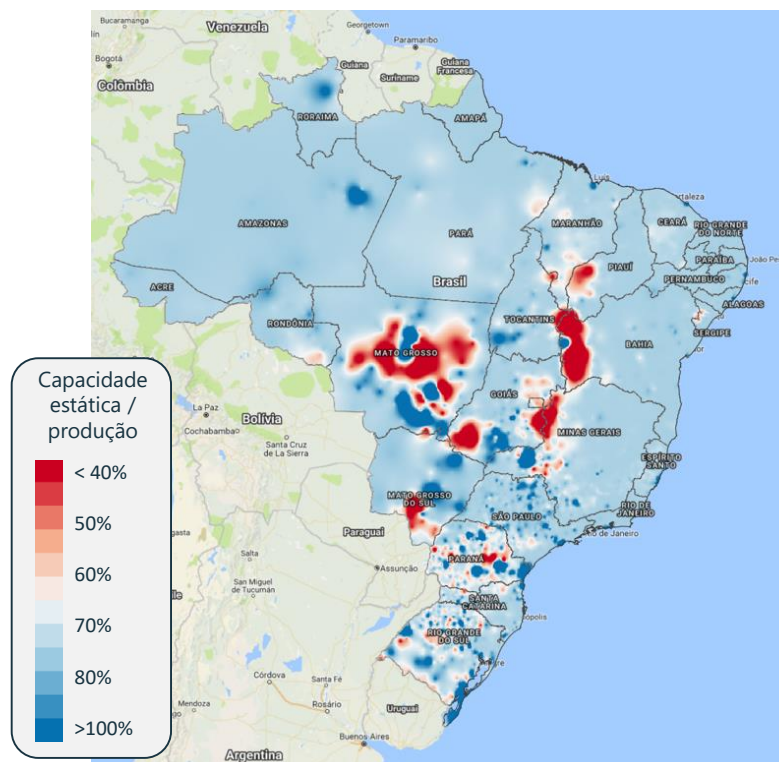 Bucaramanga
Venezuela
Georgetown
Paramaribo
Bogotá
Guiana
Suriname
Guiana
Francesa
Colômbia
RORAIMA
AMAPÁ
Luis
AMAZONAS
PARÁ
MARANHÃO
CEARÁ
RIO GRANDE
DO NORTE
Brasil
PIAUÍ
PARAÍBA
João Pes
ACRE
PERNAMBUCO
ALAGOAS
RONDÔNIA
TOCANTINS
SERGIPE
MATO GROSSO
BAHIA
GOIÁS
La Paz
Bolívia
Cochabamba
Santa Cruz
de La Sierra
MINAS GERAIS
ESPÍRITO
SANTO
MATO GROSSO
DO SUL
SÃO PAULO
RIO DE
JANEIRO
Paraguai
Salta
Assunção
PARANÁ
San Miguel
de Tucumán
SANTA
CATARINA
RIO GRANDE
DO SUL
Córdova
Santa Fé
Mendoza
Rosário
Uruguai
Buenos Aires
Argentina
Capacidade
estática /
produção
< 40%
50%
60%
70%
80%
>100%